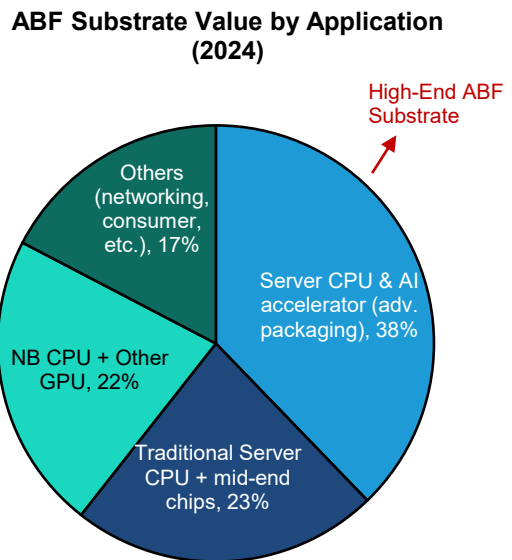 ABF Substrate Value by Application
(2024)
High-End ABF
Substrate
Others
(networking,
consumer,
etc.), 17%
Server CPU & AI
accelerator (adv.
packaging), 38%
NB CPU + Other
GPU, 22%
Traditional Server
CPU + mid-end
chips, 23%